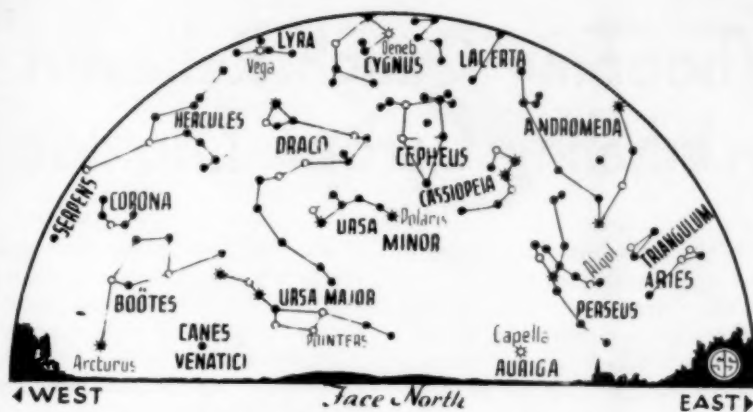 LYRA
Vega
Deneb
CYGNUS
LACERTA
HERCULES
DRACO
CEPHEUS
ANDROMEDA
CASSIOPEIA
SERPENS
CORONA
URSA
MINOR
Polaris
TRIANGULUM
Algol
ARIES
BOÖTES
URSA MAJOR
PERSEUS
POINTERS
CANES
VENATICI
Arcturus
Capella
AURIGA
SS
WEST
Face North
EAST